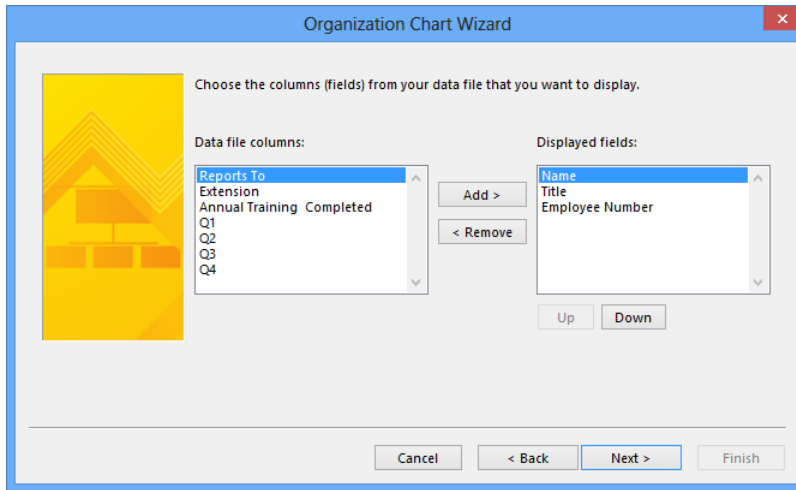 Organization Chart Wizard
×
Choose the columns (fields) from your data file that you want to display.
Data file columns:
Reports To
Extension
Annual Training  Completed
Q1
Q2
Q3
Q4
Add >
< Remove
Displayed fields:
Name
Title
Employee Number
Up
Down
Cancel
< Back
Next >
Finish